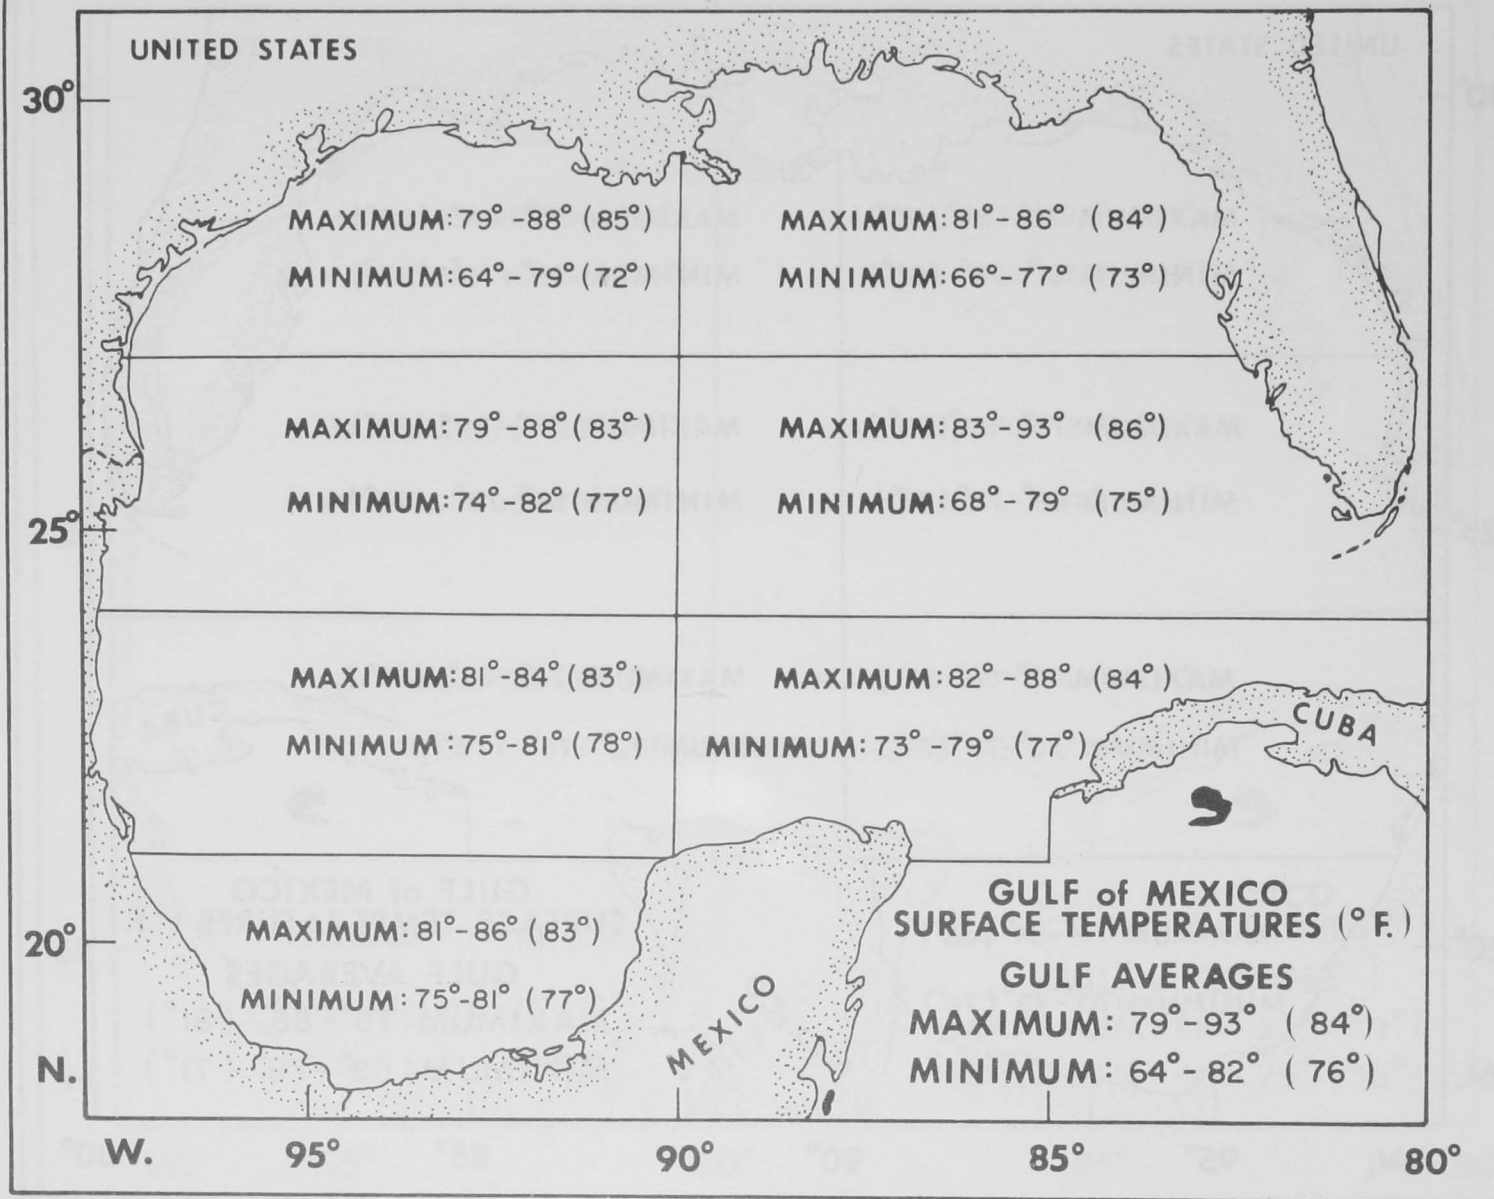 UNITED STATES
30°
MAXIMUM:79°-88° (85°)
MINIMUM:64°-79° (72°)
MAXIMUM:81°-86° (84°)
MINIMUM:66°-77° (73°)
MAXIMUM:79°-88° (83°)
MINIMUM:74°-82° (77°)
MAXIMUM:83°-93° (86°)
MINIMUM:68°-79° (75°)
25°
MAXIMUM:81°-84° (83°)
MINIMUM:75°-81° (78°)
MAXIMUM:82°-88° (84°)
MINIMUM:73°-79° (77°)
CUBA
20°
MAXIMUM:81°-86° (83°)
MINIMUM:75°-81° (77°)
MEXICO
GULF of MEXICO
SURFACE TEMPERATURES (°F.)
GULF AVERAGES
MAXIMUM: 79°-93° (84°)
MINIMUM: 64°-82° (76°)
N.
W. 95° 90° 85° 80°